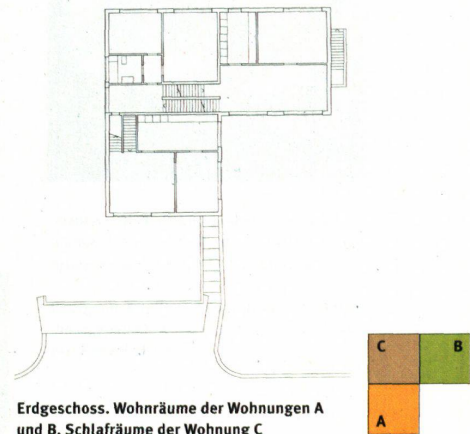 C B
A
Erdgeschoss. Wohnräume der Wohnungen A
und B. Schlafräume der Wohnung C